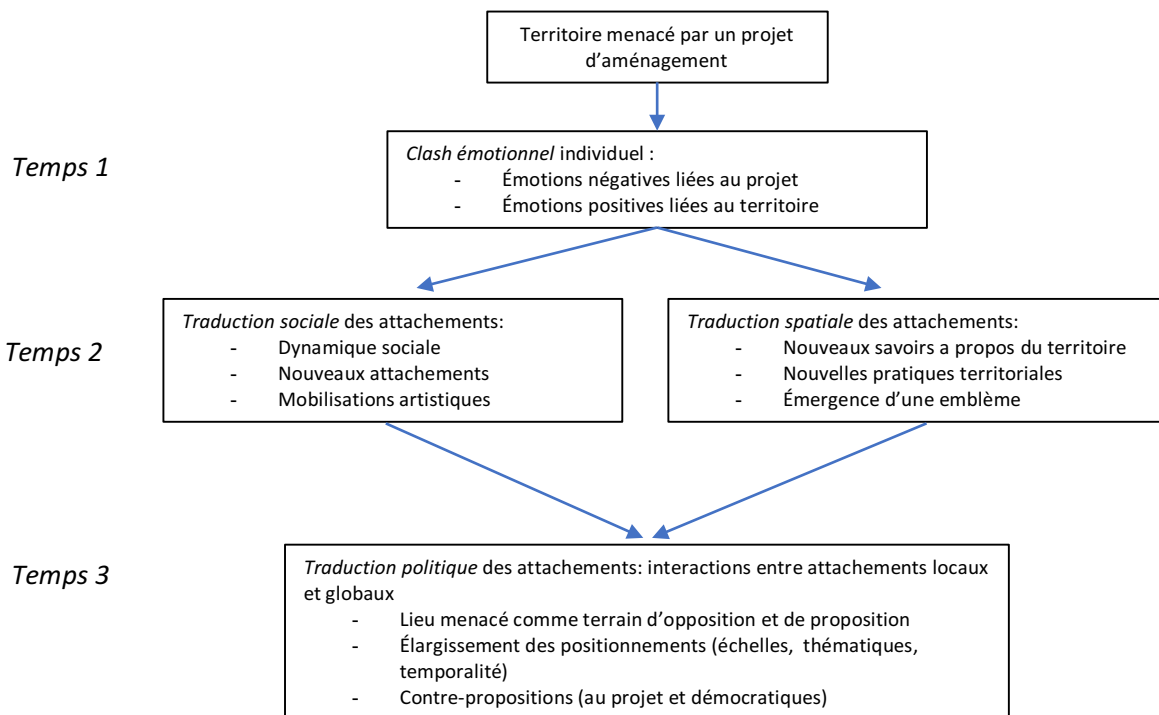 Territoire menacé par un projet
d’aménagement
Temps 1
Clash émotionnel individuel :
- Émotions négatives liées au projet
- Émotions positives liées au territoire
Temps 2
Traduction sociale des attachements:
- Dynamique sociale
- Nouveaux attachements
- Mobilisations artistiques
Traduction spatiale des attachements:
- Nouveaux savoirs a propos du territoire
- Nouvelles pratiques territoriales
- Émergence d’une emblème
Temps 3
Traduction politique des attachements: interactions entre attachements locaux
et globaux
- Lieu menacé comme terrain d’opposition et de proposition
- Élargissement des positionnements (échelles, thématiques,
temporalité)
- Contre-propositions (au projet et démocratiques)